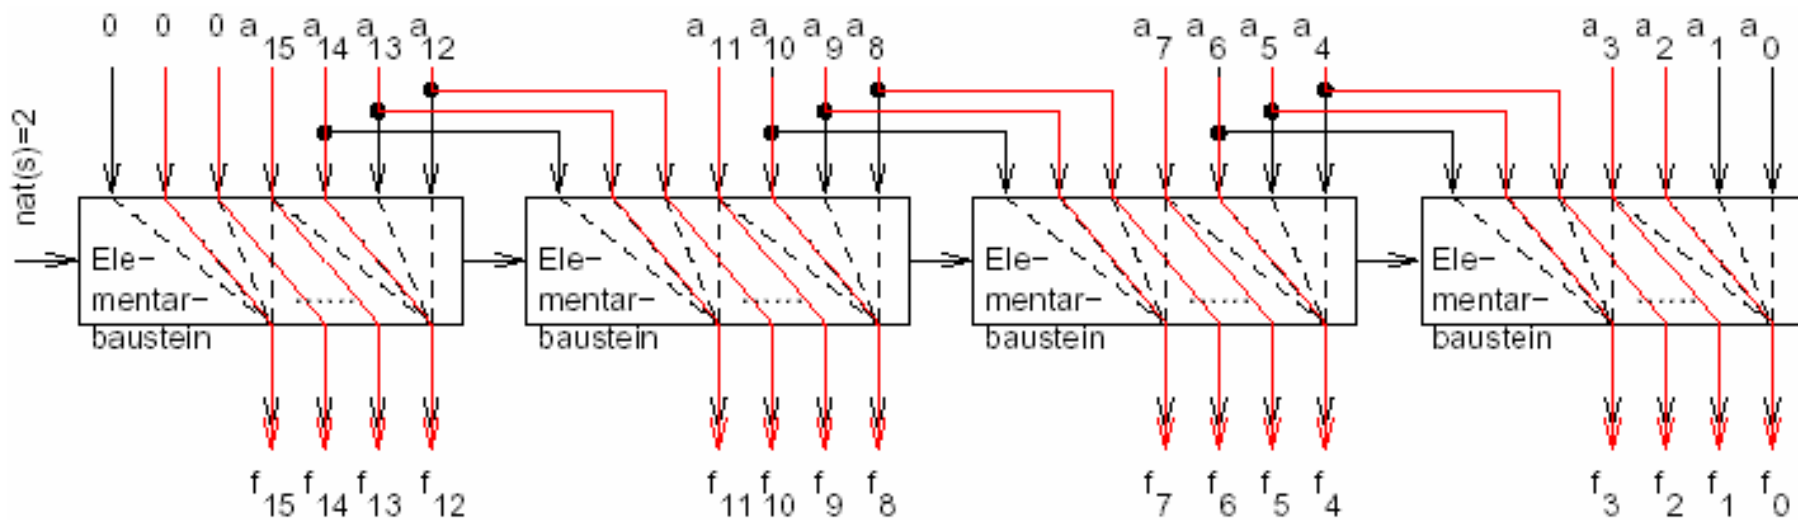 0 0 0 a15 a14 a13 a12 a11 a10 a9 a8 a7 a6 a5 a4 a3 a2 a1 a0
nat(s)=2
Ele– Ele– Ele– Ele–
mentar– mentar– mentar– mentar–
baustein baustein baustein baustein
f15 f14 f13 f12 f11 f10 f9 f8 f7 f6 f5 f4 f3 f2 f1 f0